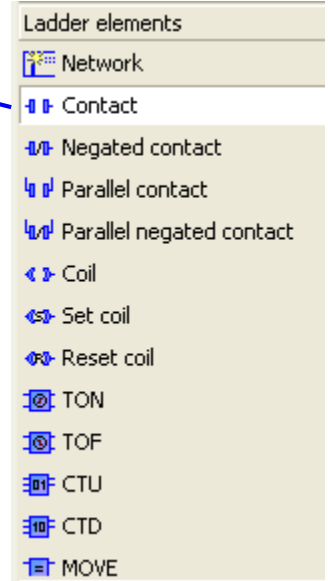 Ladder elements
Network
Contact
Negated contact
Parallel contact
Parallel negated contact
Coil
Set coil
Reset coil
TON
TOF
CTU
CTD
MOVE